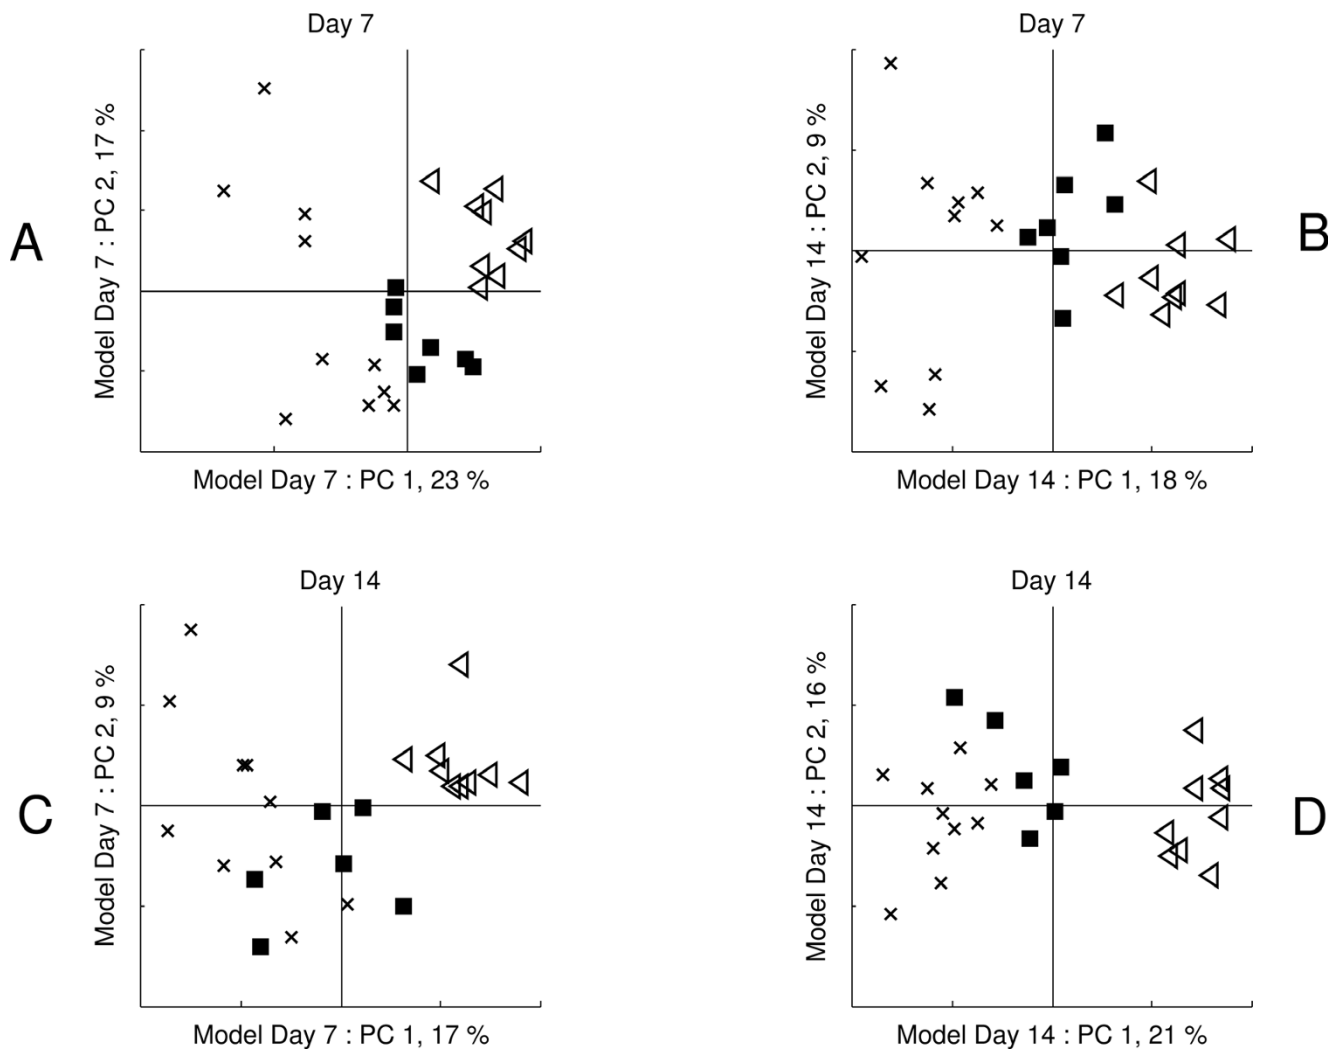 Day 7
A
Model Day 7 : PC 2, 17 %
Model Day 7 : PC 1, 23 %
Day 7
B
Model Day 14 : PC 2, 9 %
Model Day 14 : PC 1, 18 %
Day 14
C
Model Day 7 : PC 2, 9 %
Model Day 7 : PC 1, 17 %
Day 14
D
Model Day 14 : PC 2, 16 %
Model Day 14 : PC 1, 21 %